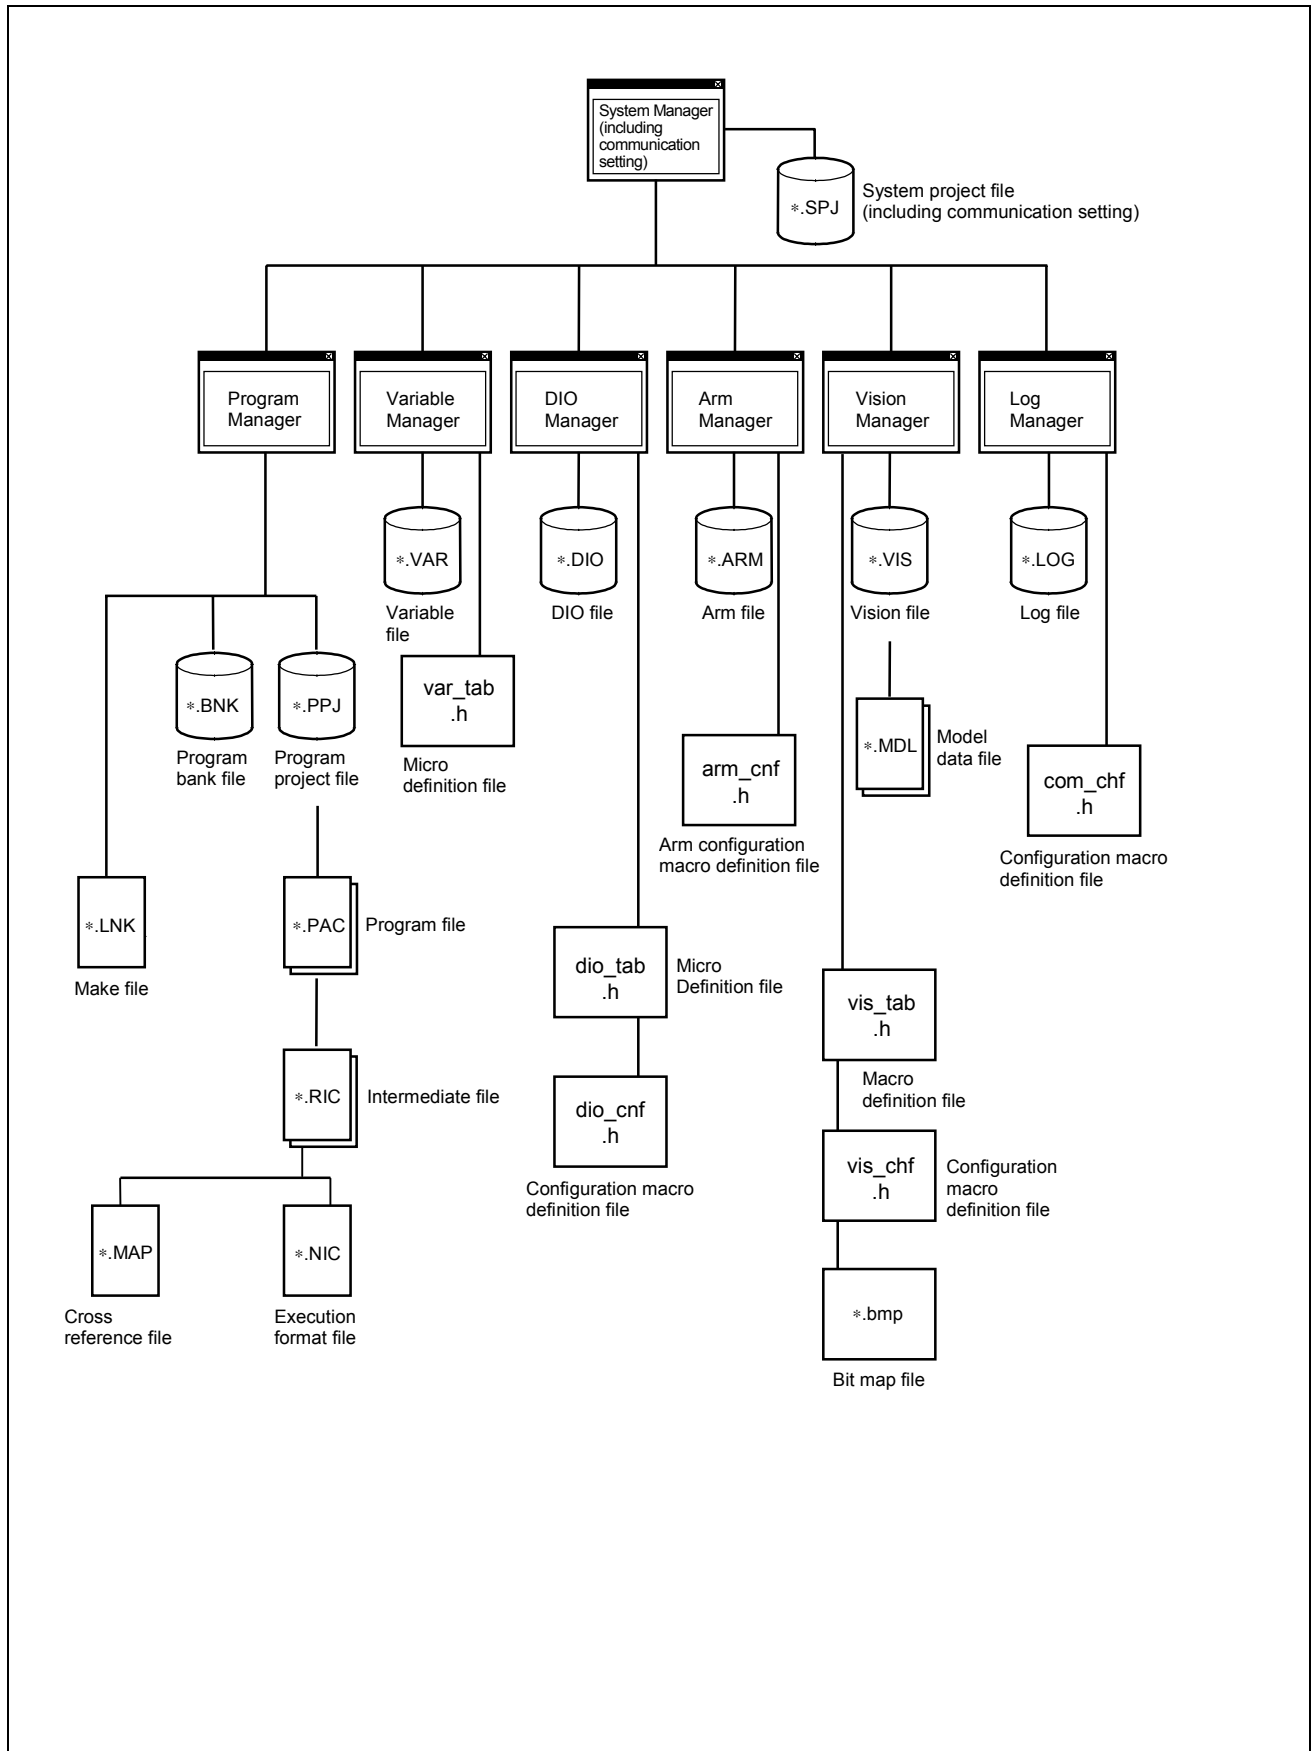 System Manager
(including
communication
setting)
*.SPJ
System project file
(including communication setting)
Program
Manager
Variable
Manager
DIO
Manager
Arm
Manager
Vision
Manager
Log
Manager
*.VAR
Variable
file
*.DIO
DIO file
*.ARM
Arm file
*.VIS
Vision file
*.LOG
Log file
*.BNK
Program
bank file
*.PPJ
Program
project file
var_tab
.h
Micro
definition file
arm_cnf
.h
Arm configuration
macro definition file
*.MDL
Model
data file
com_chf
.h
Configuration macro
definition file
*.LNK
Make file
*.PAC
Program file
dio_tab
.h
Micro
Definition file
vis_tab
.h
Macro
definition file
*.RIC
Intermediate file
dio_cnf
.h
Configuration macro
definition file
vis_chf
.h
Configuration
macro
definition file
*.MAP
Cross
reference file
*.NIC
Execution
format file
*.bmp
Bit map file